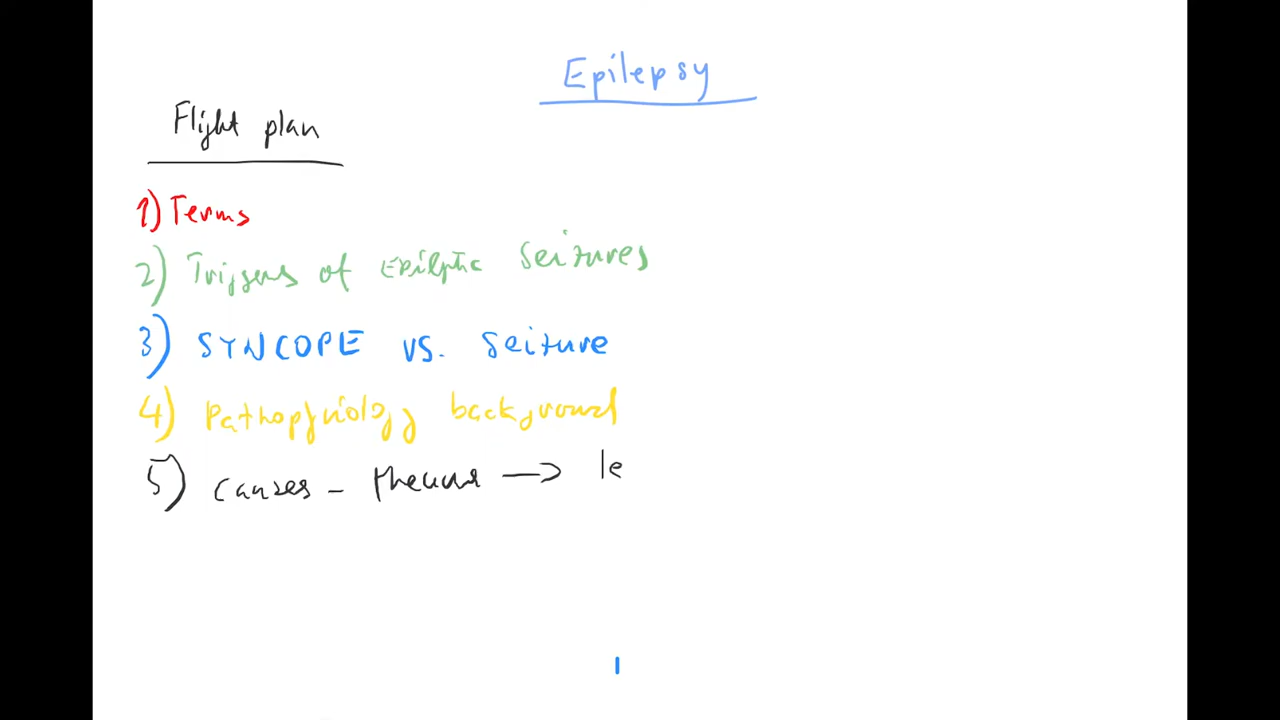 Epilepsy
Flight plan
1) Terms
2) Triggers of Epileptic Seizures
3) SYNCOPE vs. Seizure
4) Pathophysiology background
5) causes - → le
1